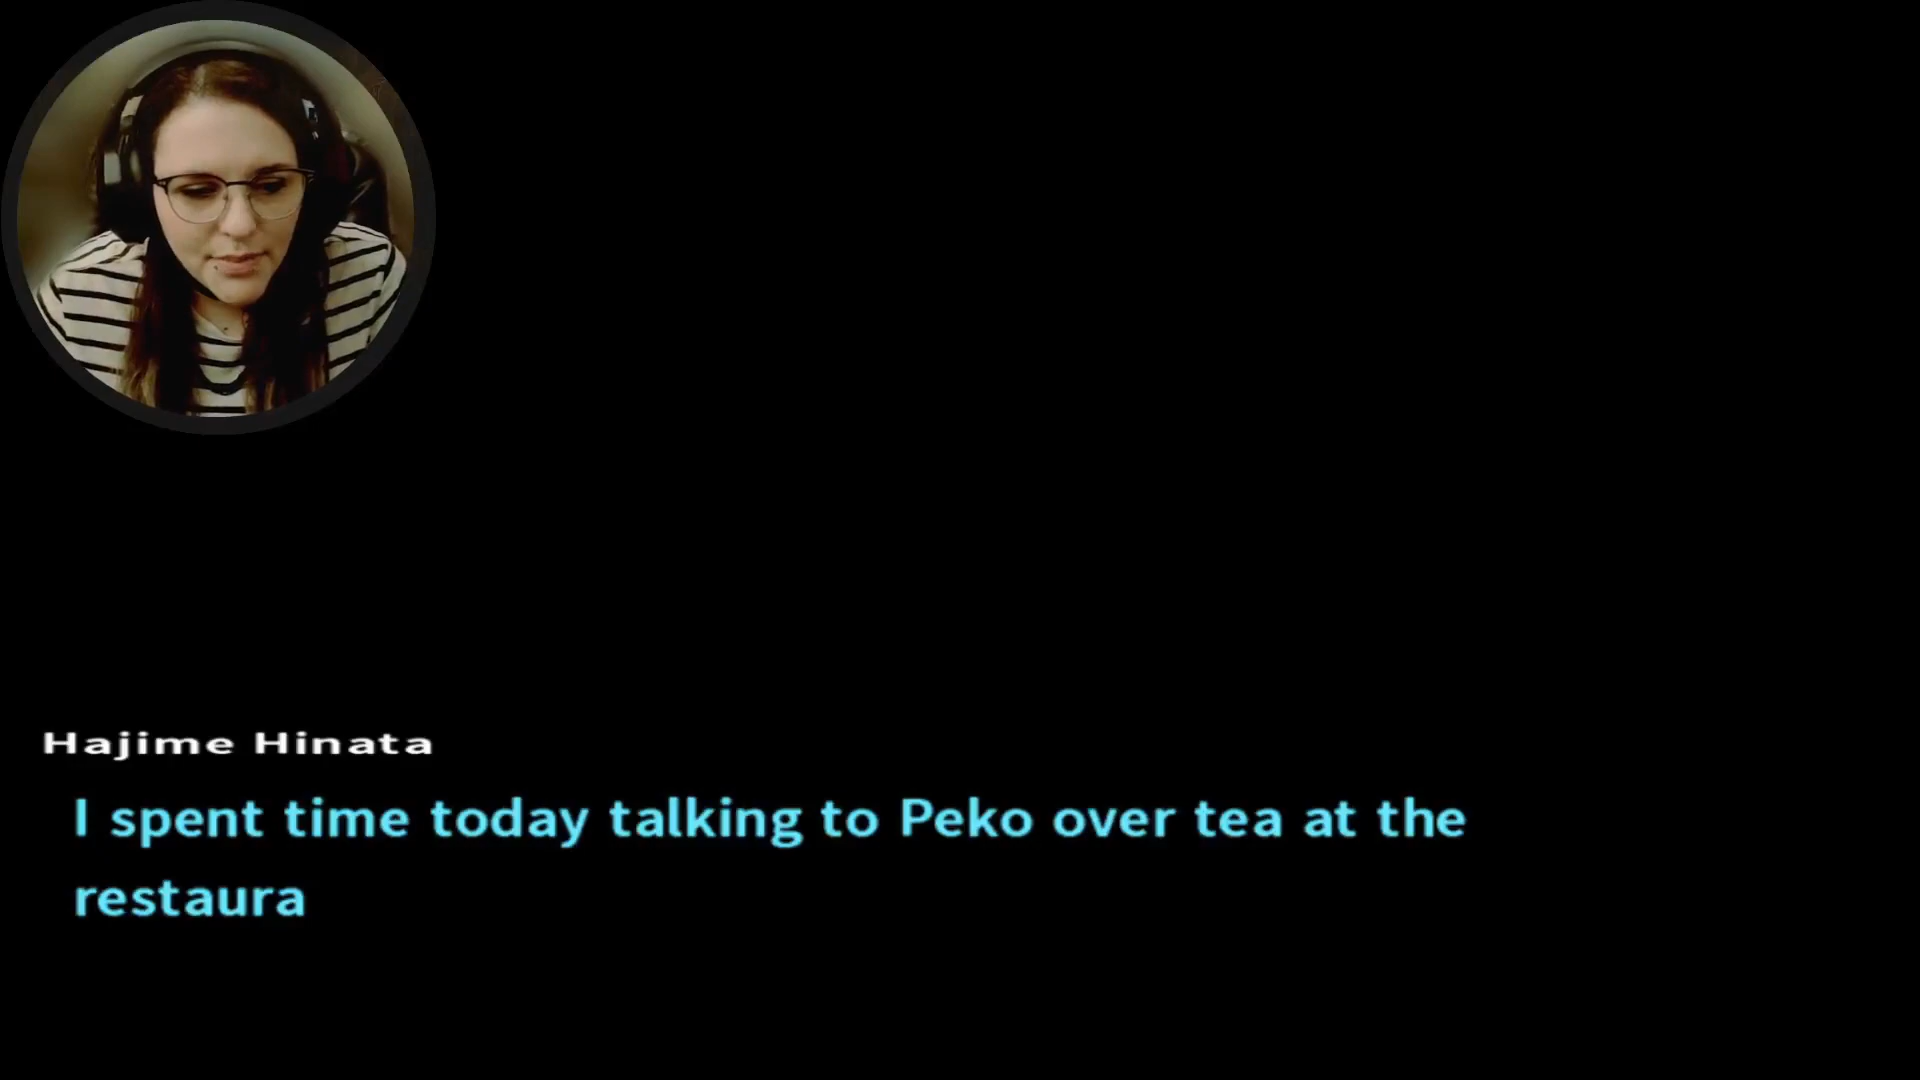 Hajime Hinata
I spent time today talking to Peko over tea at the
restaura